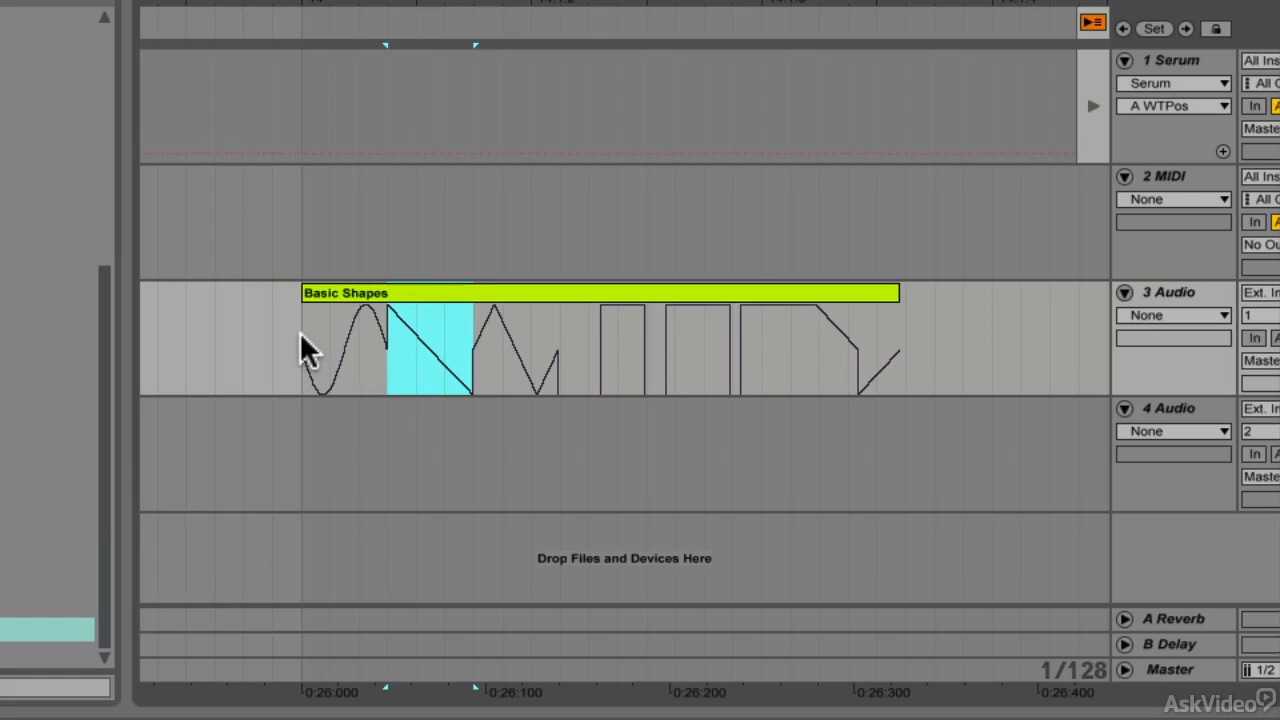 Set
1 Serum
All Ins
Serum
All C
A WTPos
In
Maste
2 MIDI
All Ins
None
All C
In
No Ou
Basic Shapes
3 Audio
Ext. In
None
1
In
Maste
4 Audio
Ext. In
None
2
In
Maste
Drop Files and Devices Here
A Reverb
B Delay
1/128
Master
1/2
0:26:000
0:26:100
0:26:200
0:26:300
0:26:400
AskVideo